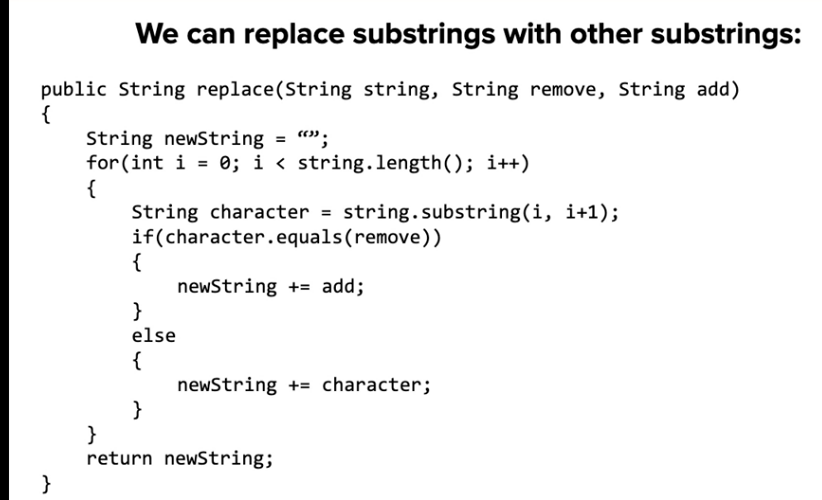 We can replace substrings with other substrings:
public String replace(String string, String remove, String add)
{
String newString = “”;
for(int i = 0; i < string.length(); i++)
{
String character = string.substring(i, i+1);
if(character.equals(remove))
{
newString += add;
}
else
{
newString += character;
}
}
return newString;
}